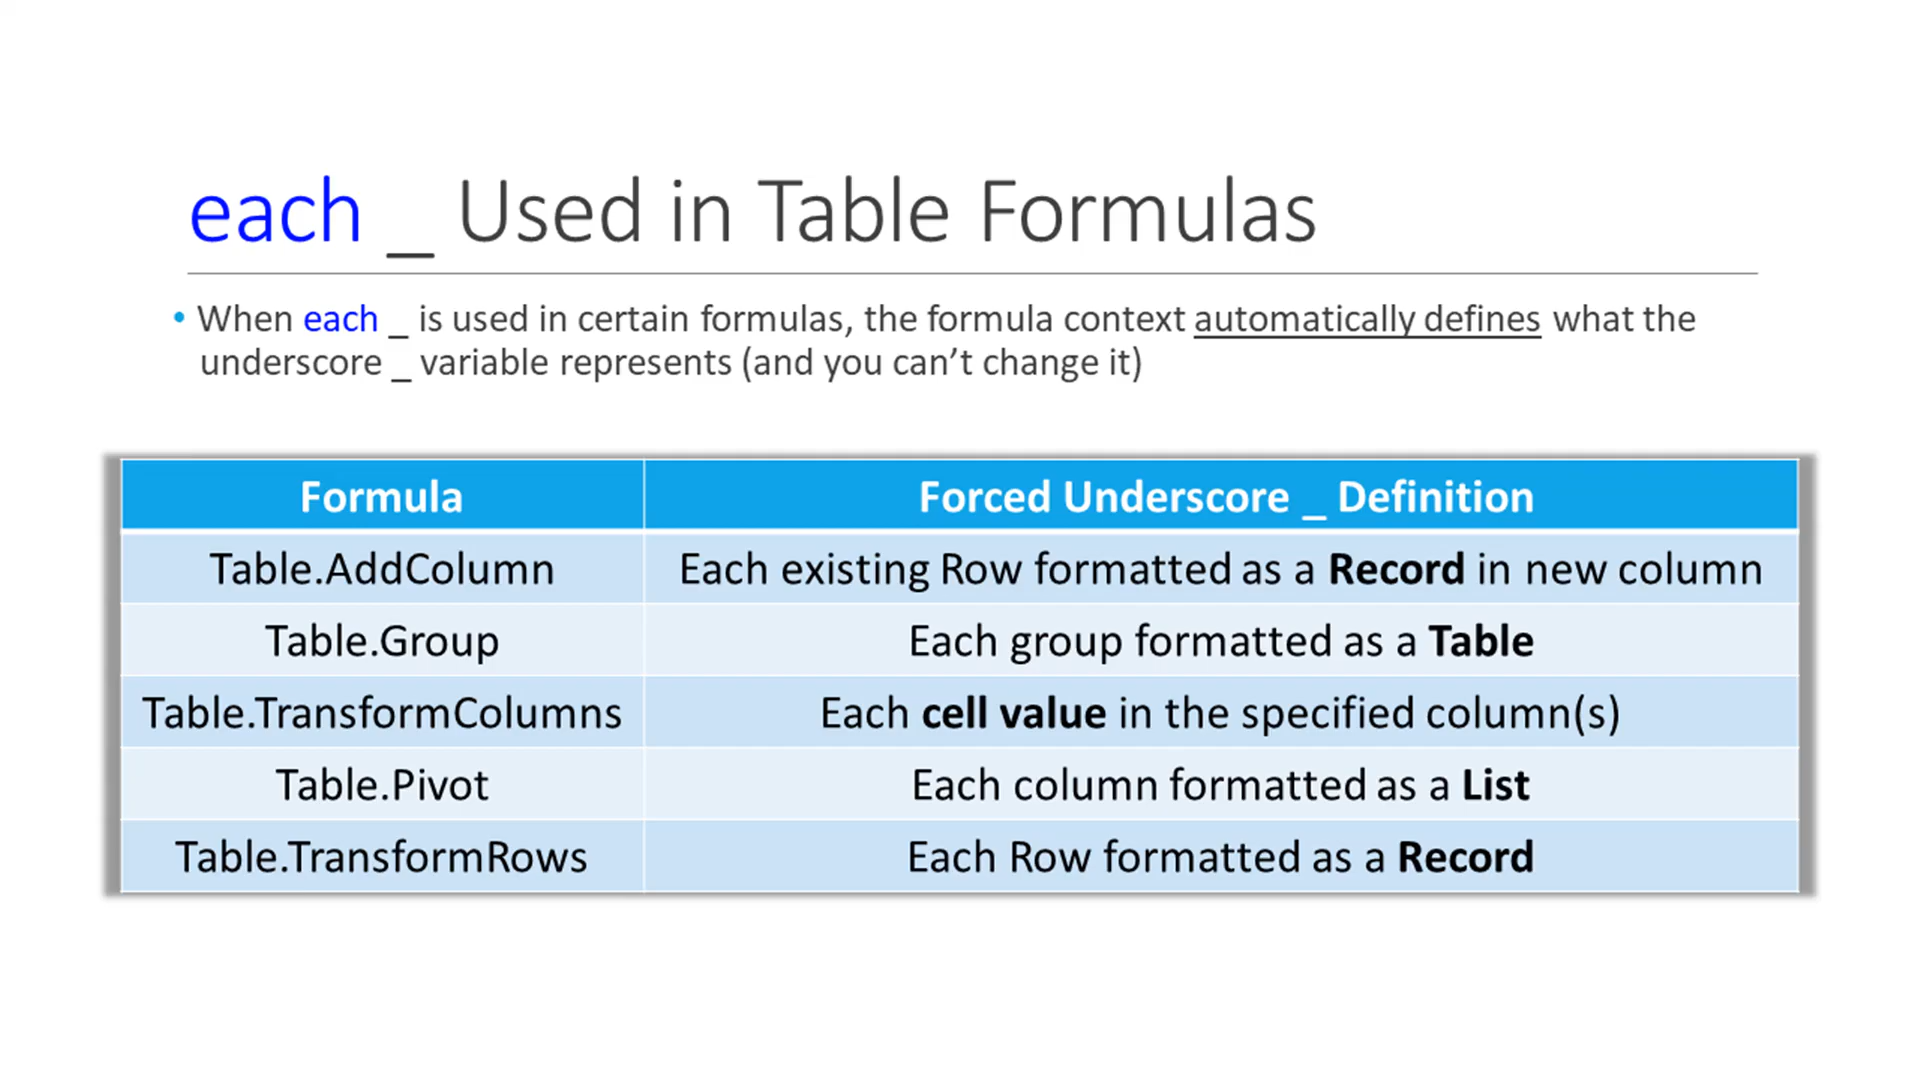 each _ Used in Table Formulas
• When each _ is used in certain formulas, the formula context automatically defines what the
underscore _ variable represents (and you can’t change it)
Formula Forced Underscore _ Definition
Table.AddColumn Each existing Row formatted as a Record in new column
Table.Group Each group formatted as a Table
Table.TransformColumns Each cell value in the specified column(s)
Table.Pivot Each column formatted as a List
Table.TransformRows Each Row formatted as a Record